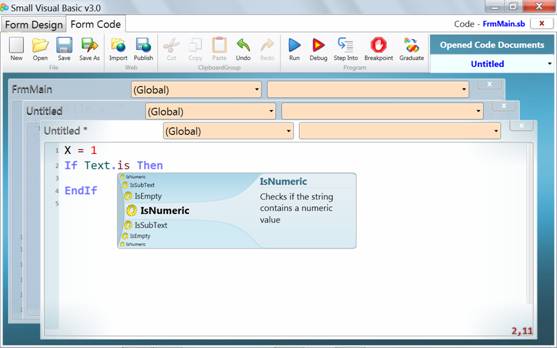 Small Visual Basic v3.0
Form Design
Form Code
Code - FrmMain.sb
x
New
Open
Save
Save As
Import
Publish
Cut
Copy
Paste
Undo
Redo
Run
Debug
Step Into
Breakpoint
Graduate
File
Web
ClipboardGroup
Program
Opened Code Documents
Untitled
FrmMain
(Global)
Untitled
(Global)
Untitled *
(Global)
1 X = 1
2 If Text.is Then
3
4 EndIf
5
IsNumeric
IsSubText
IsEmpty
IsNumeric
IsSubText
IsEmpty
IsNumeric
IsNumeric
Checks if the string
contains a numeric
value
2,11